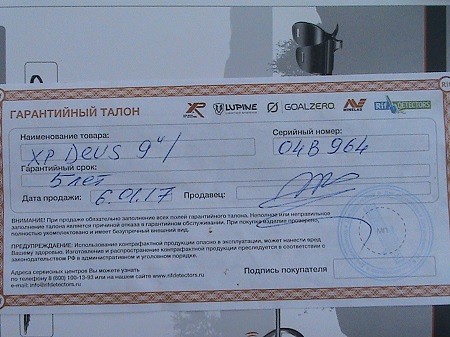 ГАРАНТИЙНЫЙ ТАЛОН
XP
LUPINE
GOALZERO
MINELAB
RH DETECTORS
Наименование товара:
Серийный номер:
XP Deus 9"/
04B 964
Гарантийный срок:
5 лет
Дата продажи: 6.01.17
Продавец:
ВНИМАНИЕ! При продаже обязательно заполнение всех полей гарантийного талона. Неполное или неправильное
заполнение талона является причиной отказа в гарантийном обслуживании. При покупке изделие проверено,
полностью укомплектовано и имеет безупречный внешний вид.
ПРЕДУПРЕЖДЕНИЕ: Использование контрафактной продукции опасно в эксплуатации, может нанести вред
Вашему здоровью. Изготовление и распространение контрафактной продукции преследуется в соответствии с
законодательством РФ в административном и уголовном порядке.
Адреса сервисных центров Вы можете узнать
по телефону 8 (800) 100-13-93 или на нашем сайте www.rfdetectors.ru
e-mail: info@rfdetectors.ru
Подпись покупателя
МП